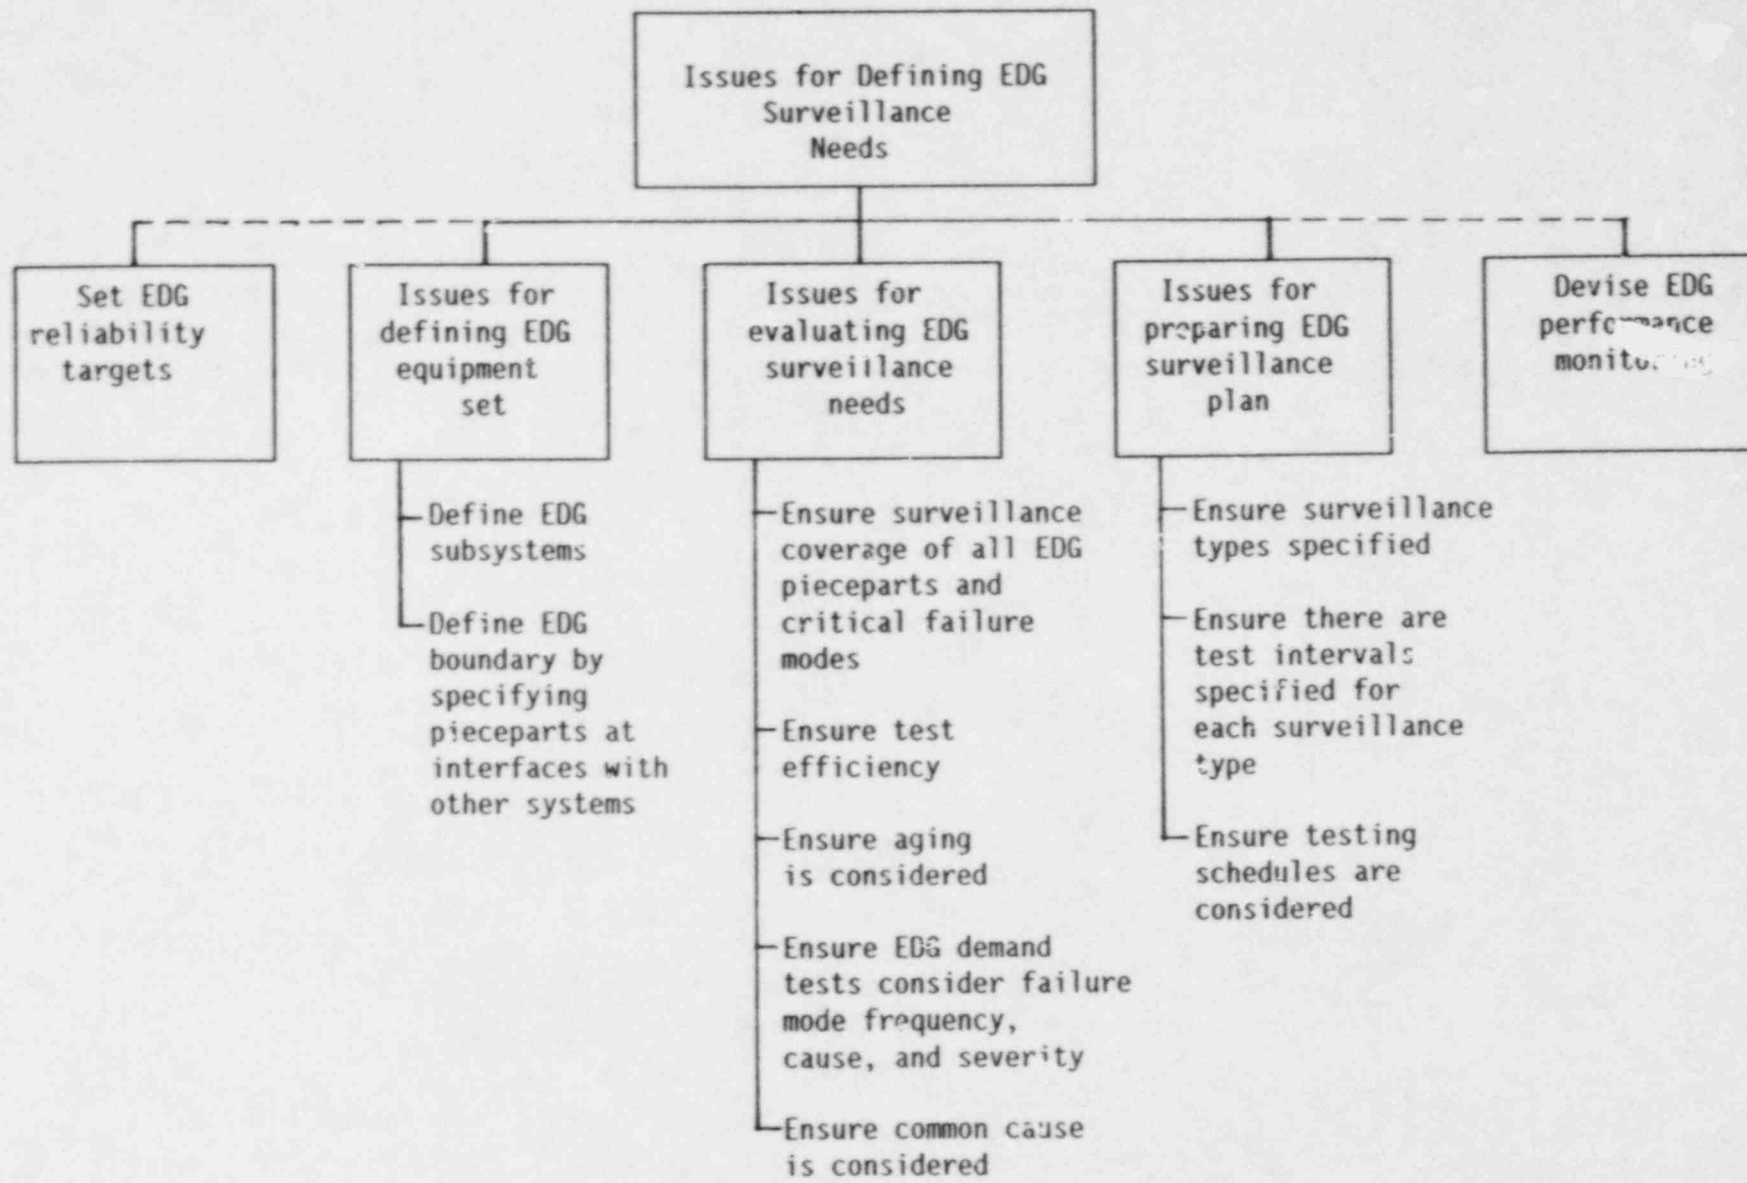 Issues for Defining EDG
Surveillance
Needs
Set EDG
reliability
targets
Issues for
defining EDG
equipment
set
Issues for
evaluating EDG
surveillance
needs
Issues for
preparing EDG
surveillance
plan
Devise EDG
performance
monitoring
Define EDG
subsystems
Define EDG
boundary by
specifying
pieceparts at
interfaces with
other systems
Ensure surveillance
coverage of all EDG
pieceparts and
critical failure
modes
Ensure test
efficiency
Ensure aging
is considered
Ensure EDG demand
tests consider failure
mode frequency,
cause, and severity
Ensure common cause
is considered
Ensure surveillance
types specified
Ensure there are
test intervals
specified for
each surveillance
type
Ensure testing
schedules are
considered